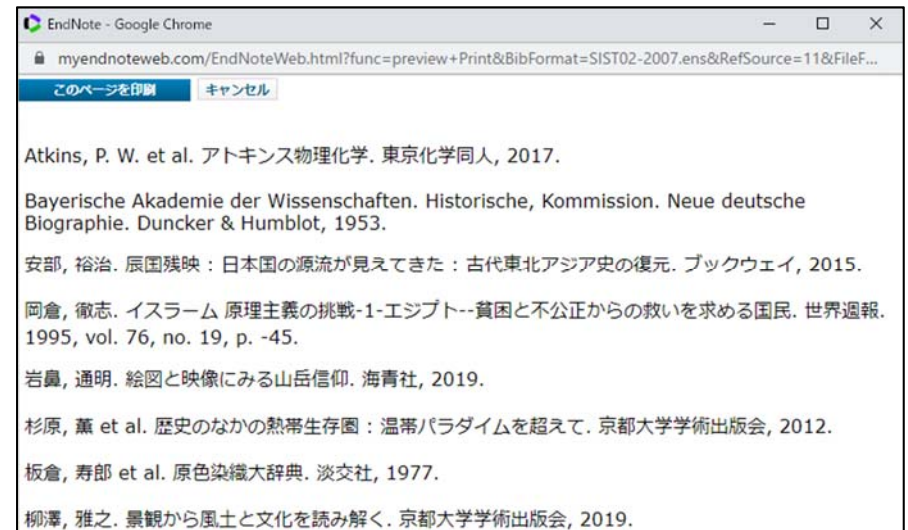 EndNote - Google Chrome
myendnoteweb.com/EndNoteWeb.html?func=preview+Print&BibFormat=SIST02-2007.ens&RefSource=11&FileF...
このページを印刷 キャンセル
Atkins, P. W. et al. アトキンス物理化学. 東京化学同人, 2017.
Bayerische Akademie der Wissenschaften. Historische, Kommission. Neue deutsche
Biographie. Duncker & Humblot, 1953.
安部, 裕治. 辰国残映 : 日本国の源流が見えてきた : 古代東北アジア史の復元. ブックウェイ, 2015.
岡倉, 徹志. イスラーム 原理主義の挑戦-1-エジプト--貧困と不公正からの救いを求める国民. 世界週報.
1995, vol. 76, no. 19, p. -45.
岩鼻, 通明. 絵図と映像にみる山岳信仰. 海青社, 2019.
杉原, 薫 et al. 歴史のなかの熱帯生存圏 : 温帯パラダイムを超えて. 京都大学学術出版会, 2012.
板倉, 寿郎 et al. 原色染織大辞典. 淡交社, 1977.
柳澤, 雅之. 景観から風土と文化を読み解く. 京都大学学術出版会, 2019.